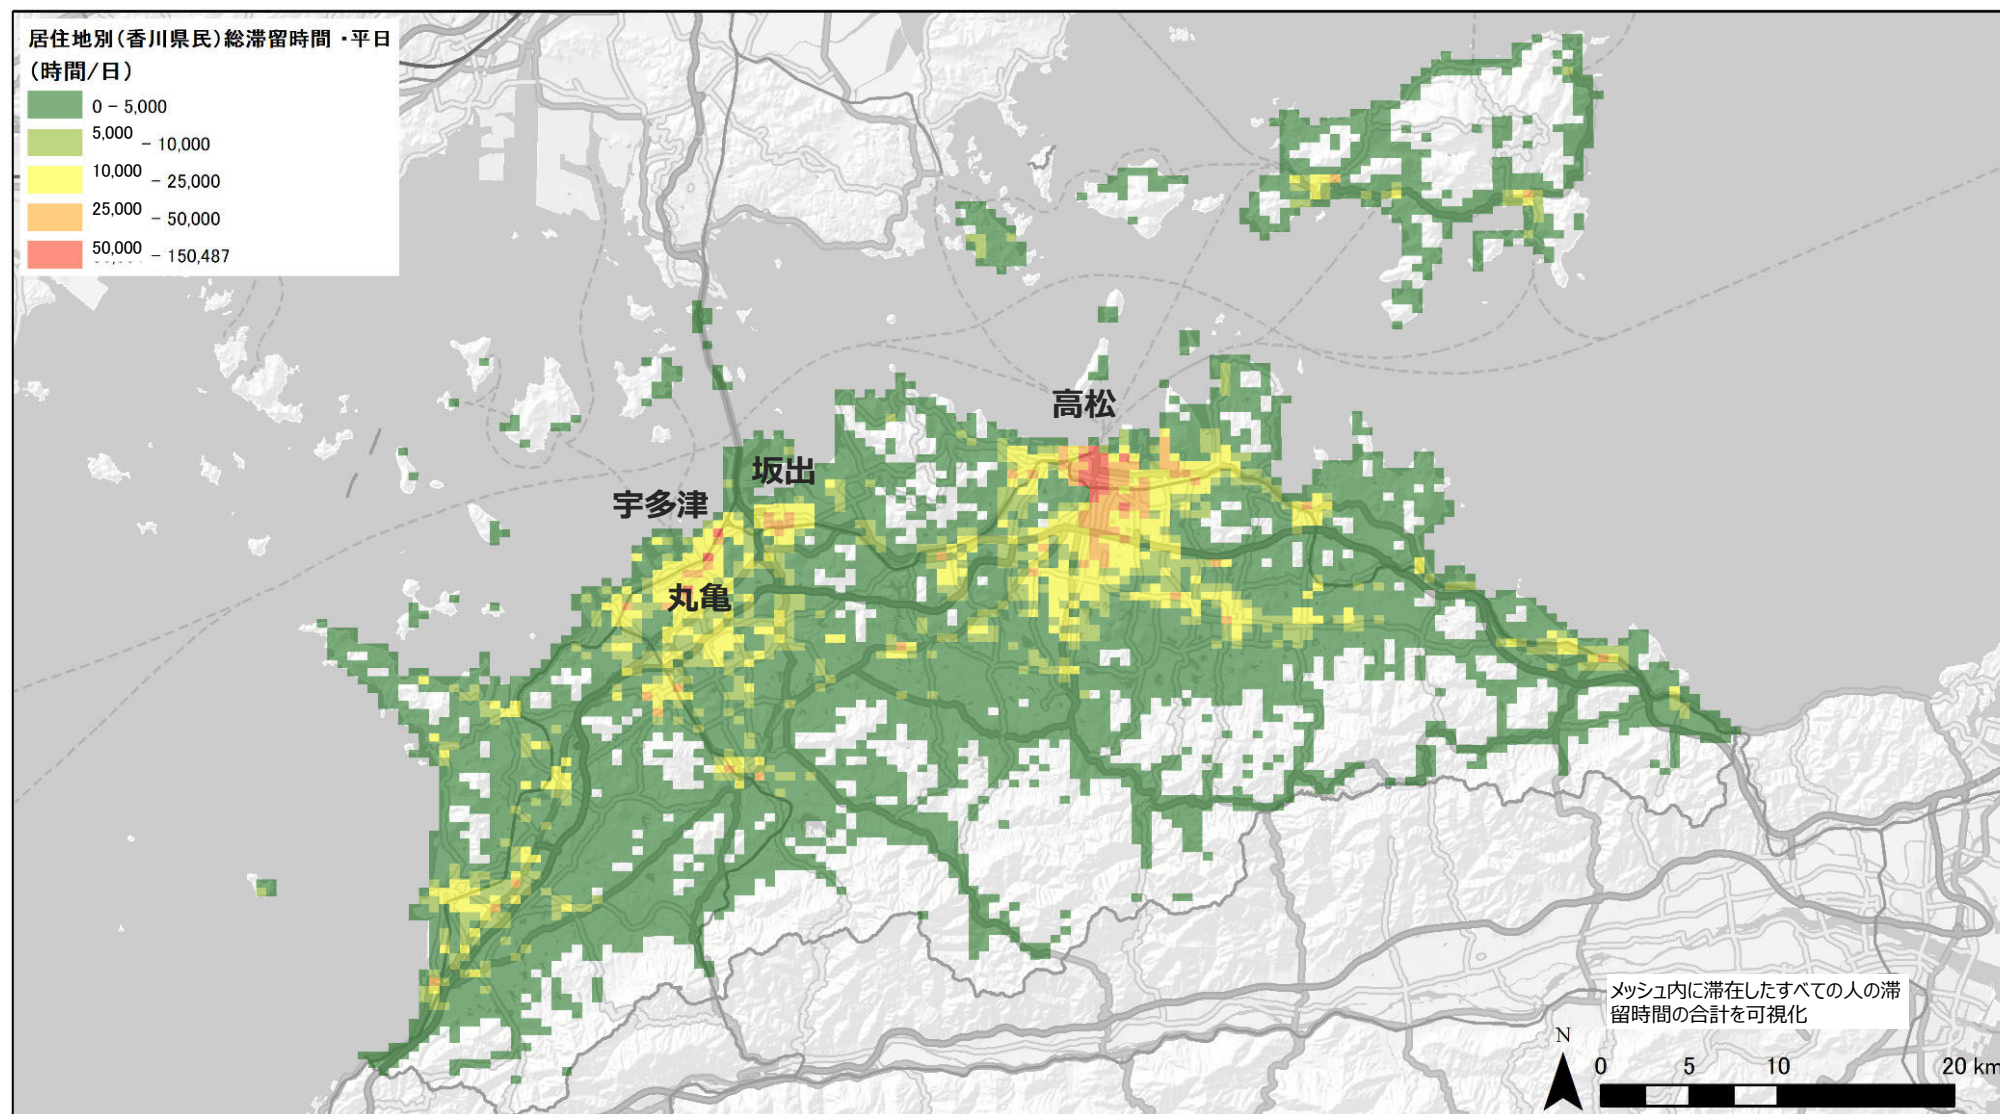 居住地別(香川県民)総滞留時間・平日
(時間/日)
0 - 5,000
5,000 - 10,000
10,000 - 25,000
25,000 - 50,000
50,000 - 150,487
高松
坂出
宇多津
丸亀
メッシュ内に滞在したすべての人の滞
留時間の合計を可視化
N
0 5 10 20 km